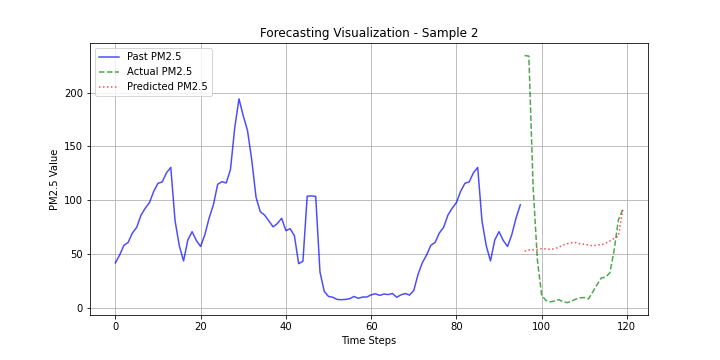 Forecasting Visualization - Sample 2
Past PM2.5
Actual PM2.5
Predicted PM2.5
PM2.5 Value
200
150
100
50
0
0 20 40 60 80 100 120
Time Steps